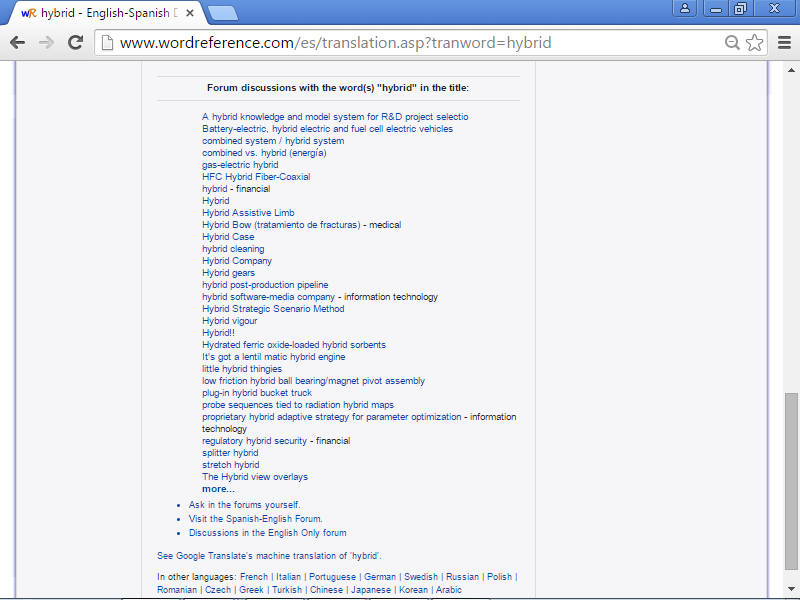 wR hybrid - English-Spanish D
www.wordreference.com/es/translation.asp?tranword=hybrid
Forum discussions with the word(s) "hybrid" in the title:
A hybrid knowledge and model system for R&D project selectio
Battery-electric, hybrid electric and fuel cell electric vehicles
combined system / hybrid system
combined vs. hybrid (energía)
gas-electric hybrid
HFC Hybrid Fiber-Coaxial
hybrid - financial
Hybrid
Hybrid Assistive Limb
Hybrid Bow (tratamiento de fracturas) - medical
Hybrid Case
hybrid cleaning
Hybrid Company
Hybrid gears
hybrid post-production pipeline
hybrid software-media company - information technology
Hybrid Strategic Scenario Method
Hybrid vigour
Hybrid!!
Hydrated ferric oxide-loaded hybrid sorbents
It's got a lentil matic hybrid engine
little hybrid thingies
low friction hybrid ball bearing/magnet pivot assembly
plug-in hybrid bucket truck
probe sequences tied to radiation hybrid maps
proprietary hybrid adaptive strategy for parameter optimization - information
technology
regulatory hybrid security - financial
splitter hybrid
stretch hybrid
The Hybrid view overlays
more...
• Ask in the forums yourself.
• Visit the Spanish-English Forum.
• Discussions in the English Only forum
See Google Translate's machine translation of 'hybrid'.
In other languages: French | Italian | Portuguese | German | Swedish | Russian | Polish |
Romanian | Czech | Greek | Turkish | Chinese | Japanese | Korean | Arabic